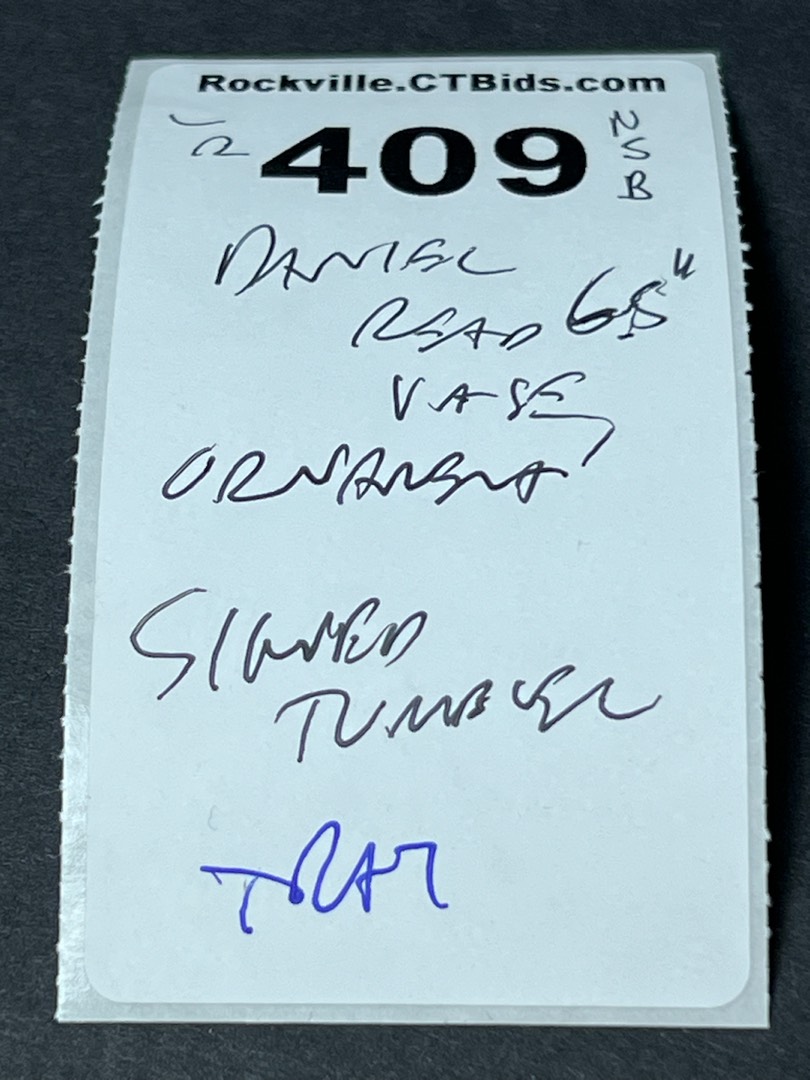 Rockville.CTBids.com
409
NSB
DANIEL
READ 6.5"
VASE,
ORNAMENT
SIGNED
TUMBLER